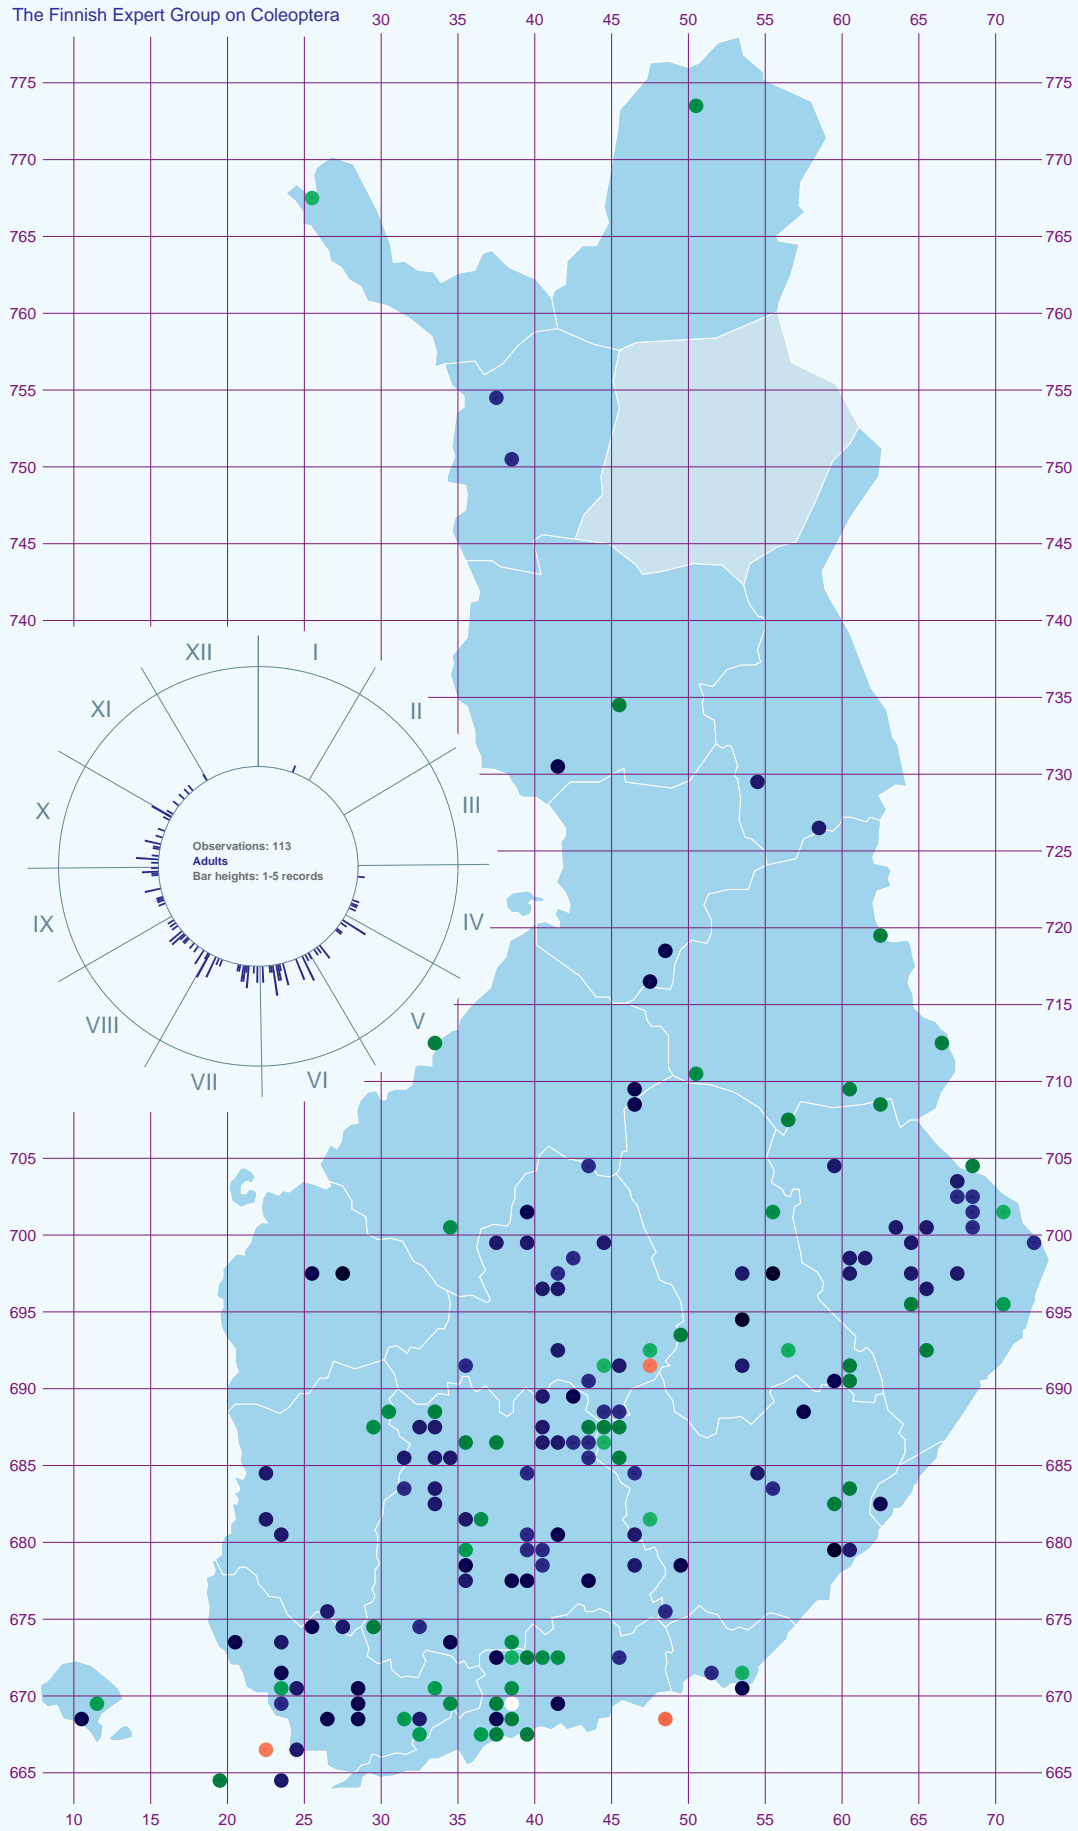 The Finnish Expert Group on Coleoptera
30 35 40 45 50 55 60 65 70
775 775
770 770
765 765
760 760
755 755
750 750
745 745
740 740
735
730
725
720
715
710
705 705
700 700
695 695
690 690
685 685
680 680
675 675
670 670
665 665
XII I
XI II
X III
IX IV
VIII V
VII VI
Observations: 113
Adults
Bar heights: 1-5 records
10 15 20 25 30 35 40 45 50 55 60 65 70